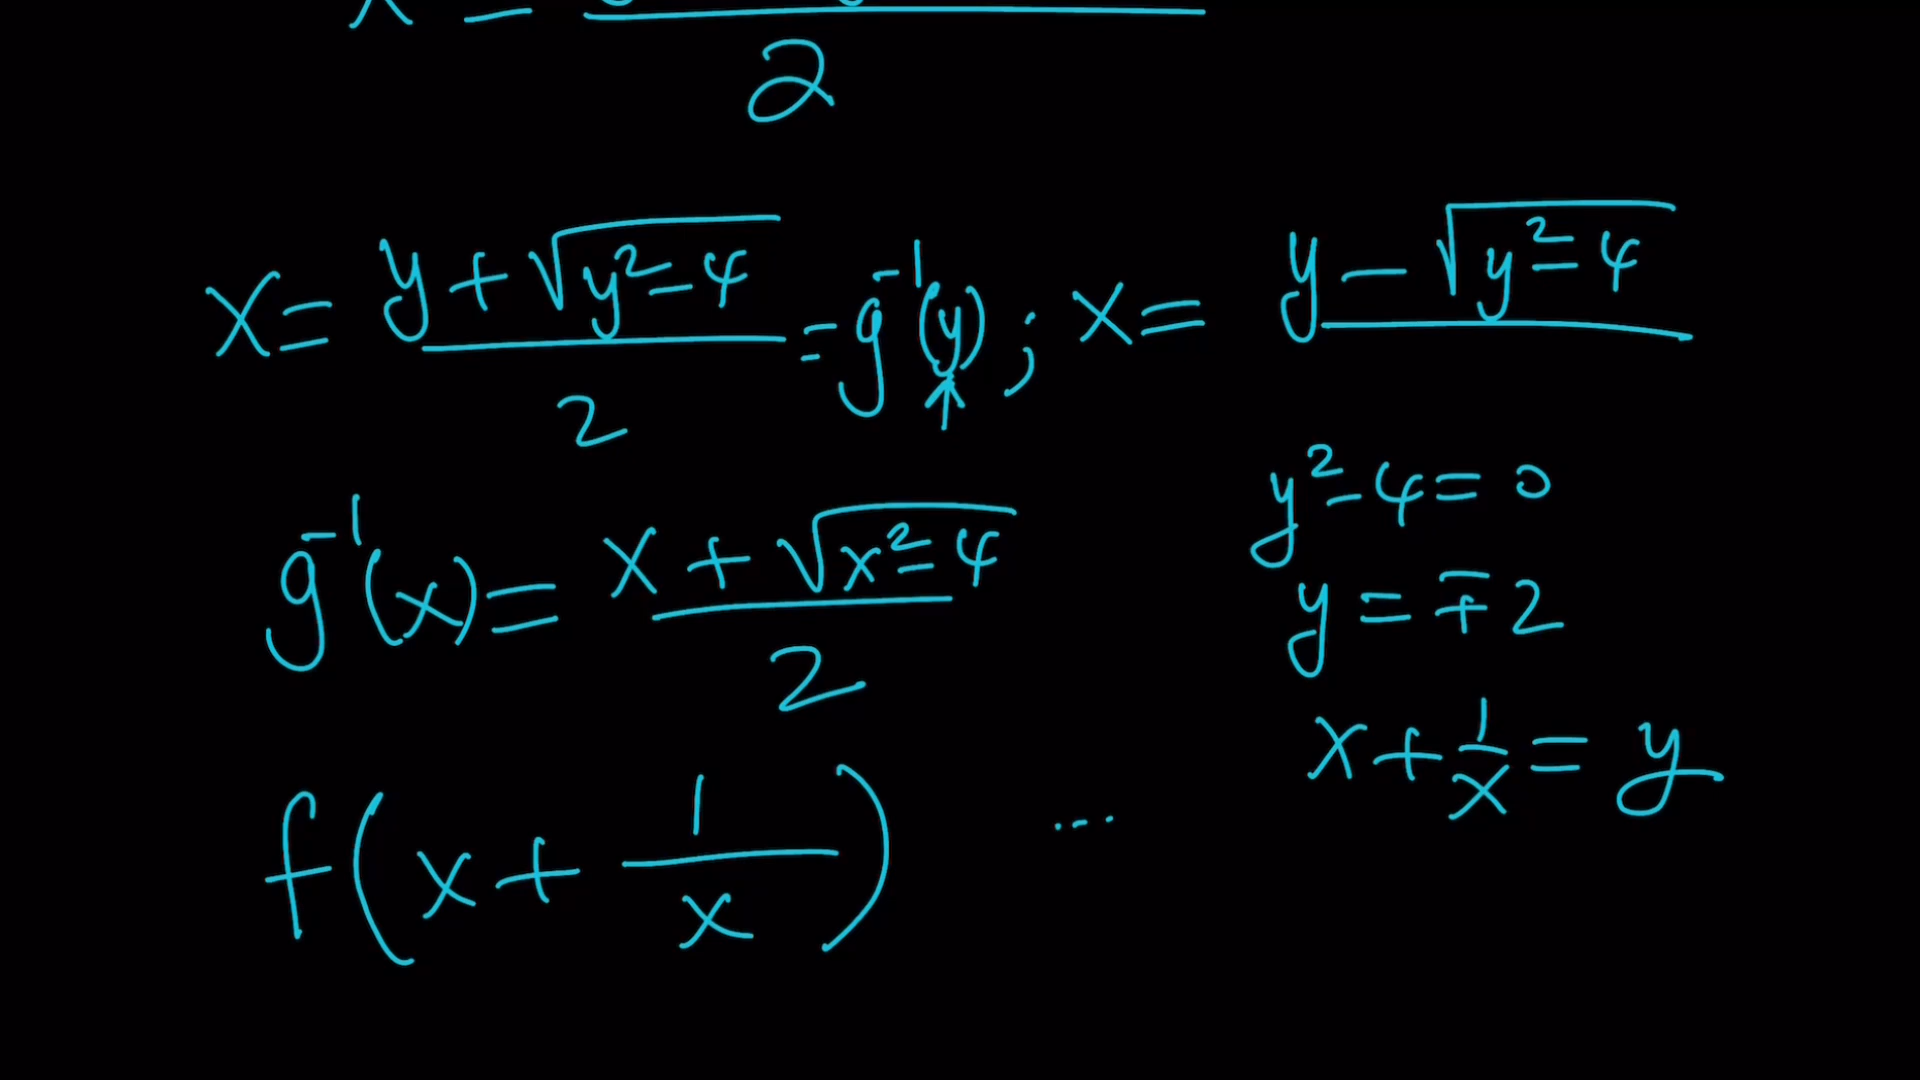 x = 2
x = (y + √(y² - 4)) / 2 = g⁻¹(y) ; x = y - √(y² - 4)
y² - 4 = 0
g⁻¹(x) = (x + √(x² - 4)) / 2
y = ∓2
x + 1/x = y
f(x + 1/x) ...